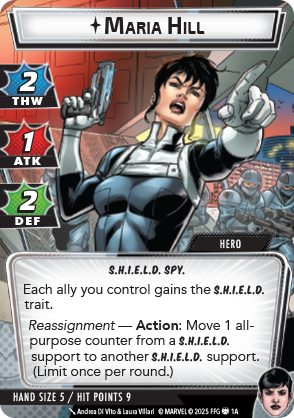 MARIA HILL
2
THW
1
ATK
2
DEF
HERO
S.H.I.E.L.D. SPY.
Each ally you control gains the S.H.I.E.L.D.
trait.
Reassignment — Action: Move 1 all-
purpose counter from a S.H.I.E.L.D.
support to another S.H.I.E.L.D. support.
(Limit once per round.)
HAND SIZE 5 / HIT POINTS 9
Andrea Di Vito & Laura Villari © MARVEL © 2025 FFG 1A